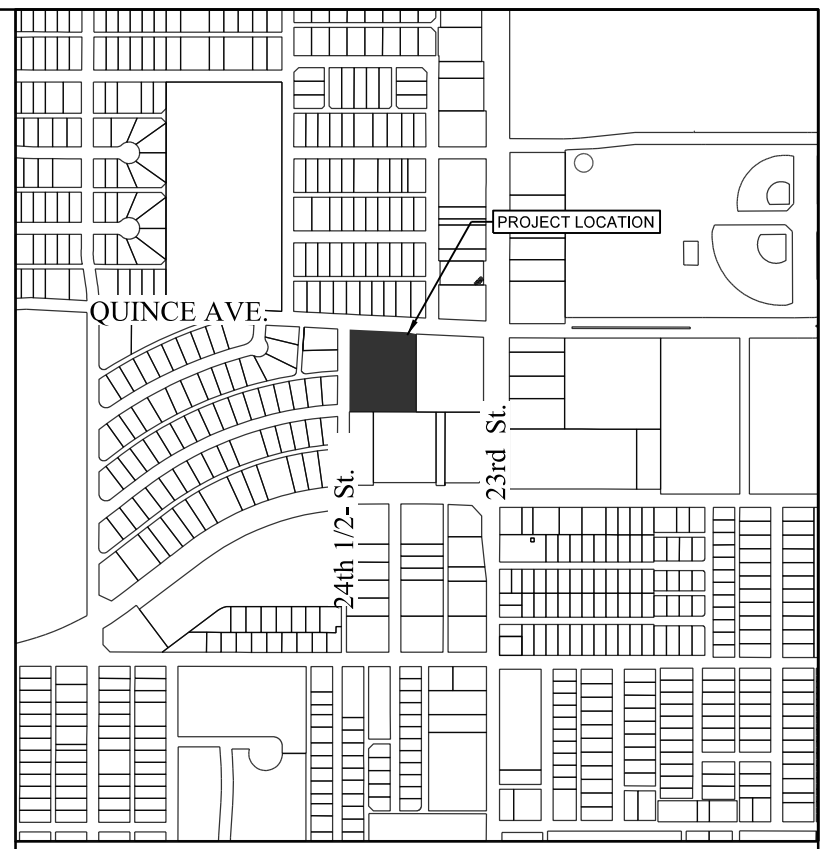 PROJECT LOCATION
QUINCE AVE.
23rd St.
24th 1/2- St.